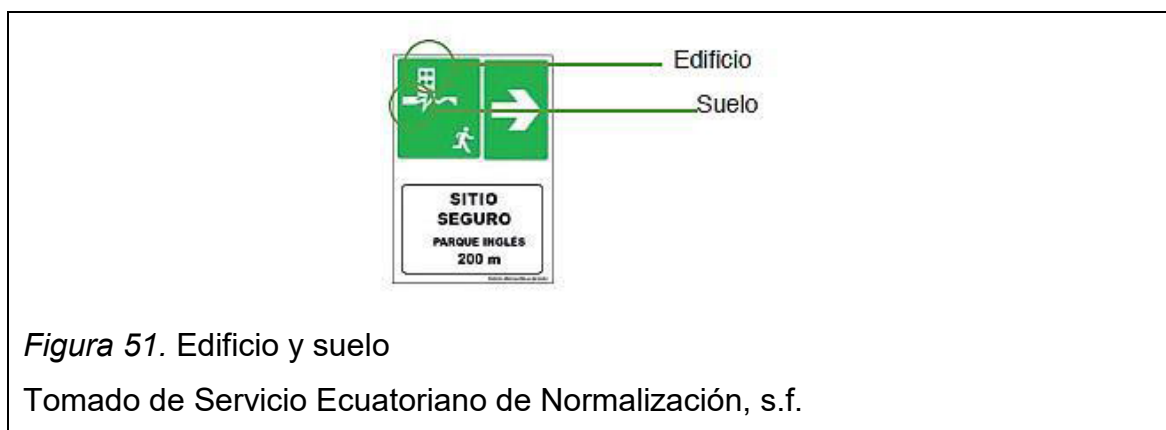 Edificio
Suelo
SITIO
SEGURO
PARQUE INGLÉS
200 m
Figura 51. Edificio y suelo
Tomado de Servicio Ecuatoriano de Normalización, s.f.